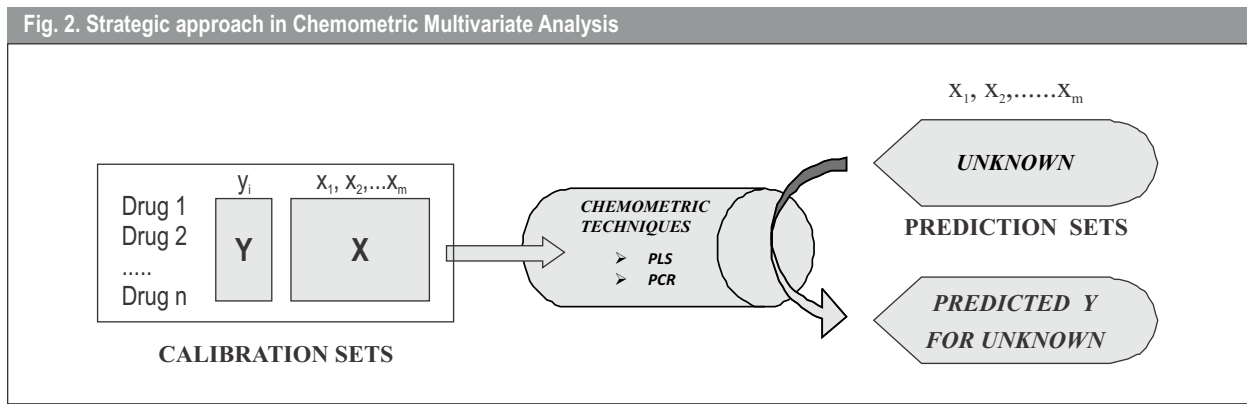 Fig. 2. Strategic approach in Chemometric Multivariate Analysis
yᵢ
x₁, x₂,...xₘ
Drug 1
Drug 2
.....
Drug n
Y
X
CALIBRATION SETS
CHEMOMETRIC
TECHNIQUES
➢ PLS
➢ PCR
x₁, x₂,......xₘ
UNKNOWN
PREDICTION SETS
PREDICTED Y
FOR UNKNOWN